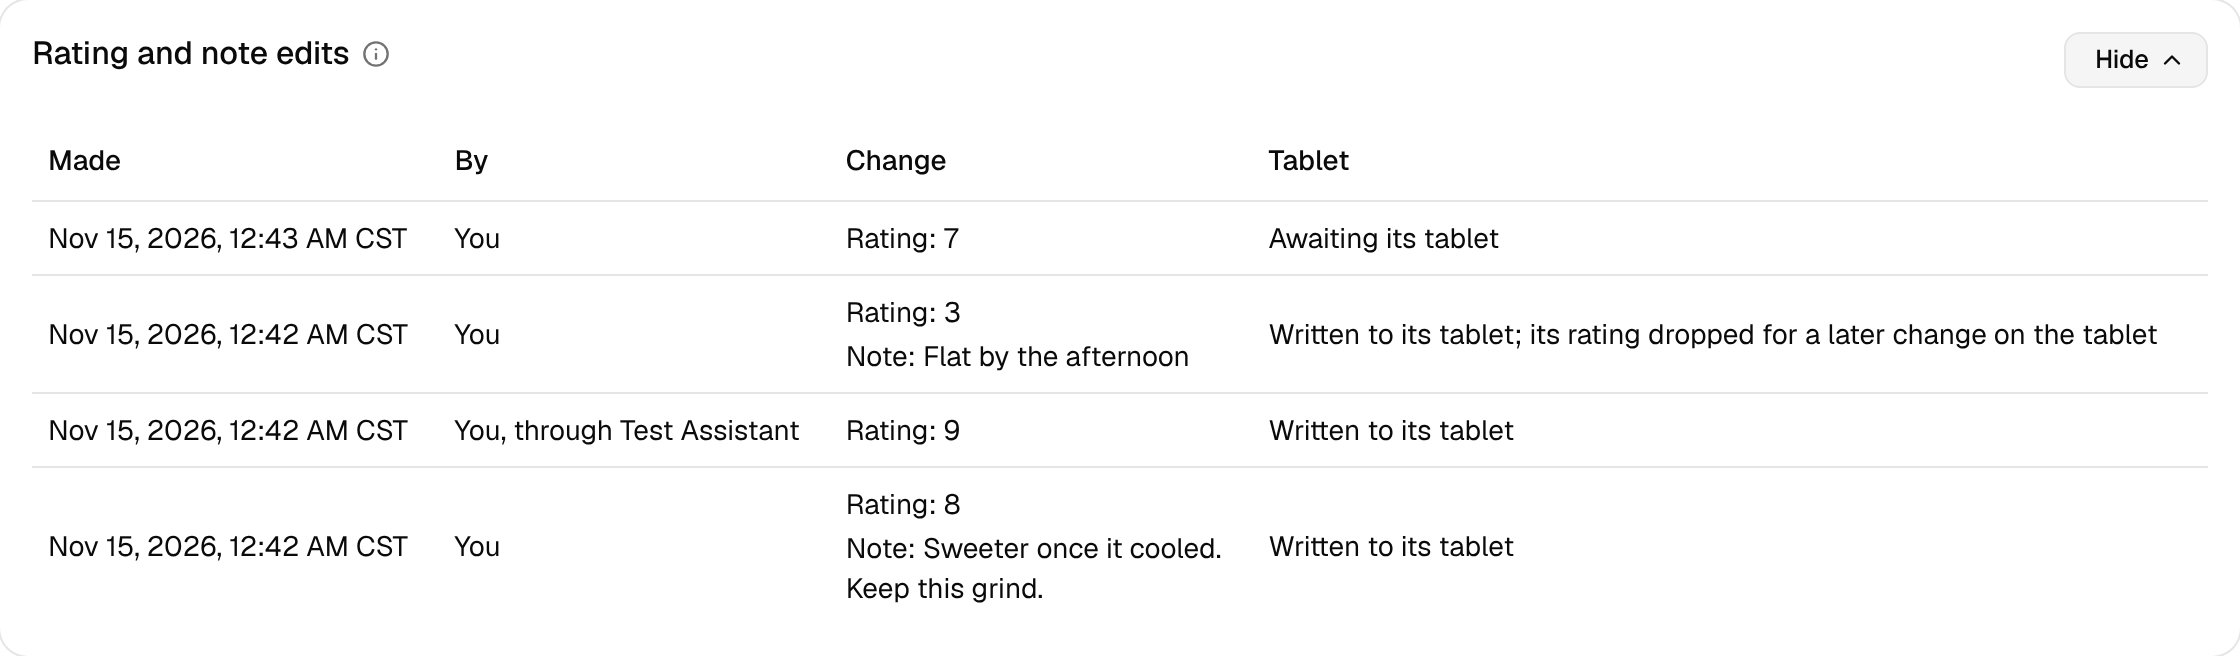 Rating and note edits
Hide
Made By Change Tablet
Nov 15, 2026, 12:43 AM CST You Rating: 7 Awaiting its tablet
Nov 15, 2026, 12:42 AM CST You Rating: 3 Written to its tablet; its rating dropped for a later change on the tablet
Note: Flat by the afternoon
Nov 15, 2026, 12:42 AM CST You, through Test Assistant Rating: 9 Written to its tablet
Nov 15, 2026, 12:42 AM CST You Rating: 8 Written to its tablet
Note: Sweeter once it cooled.
Keep this grind.